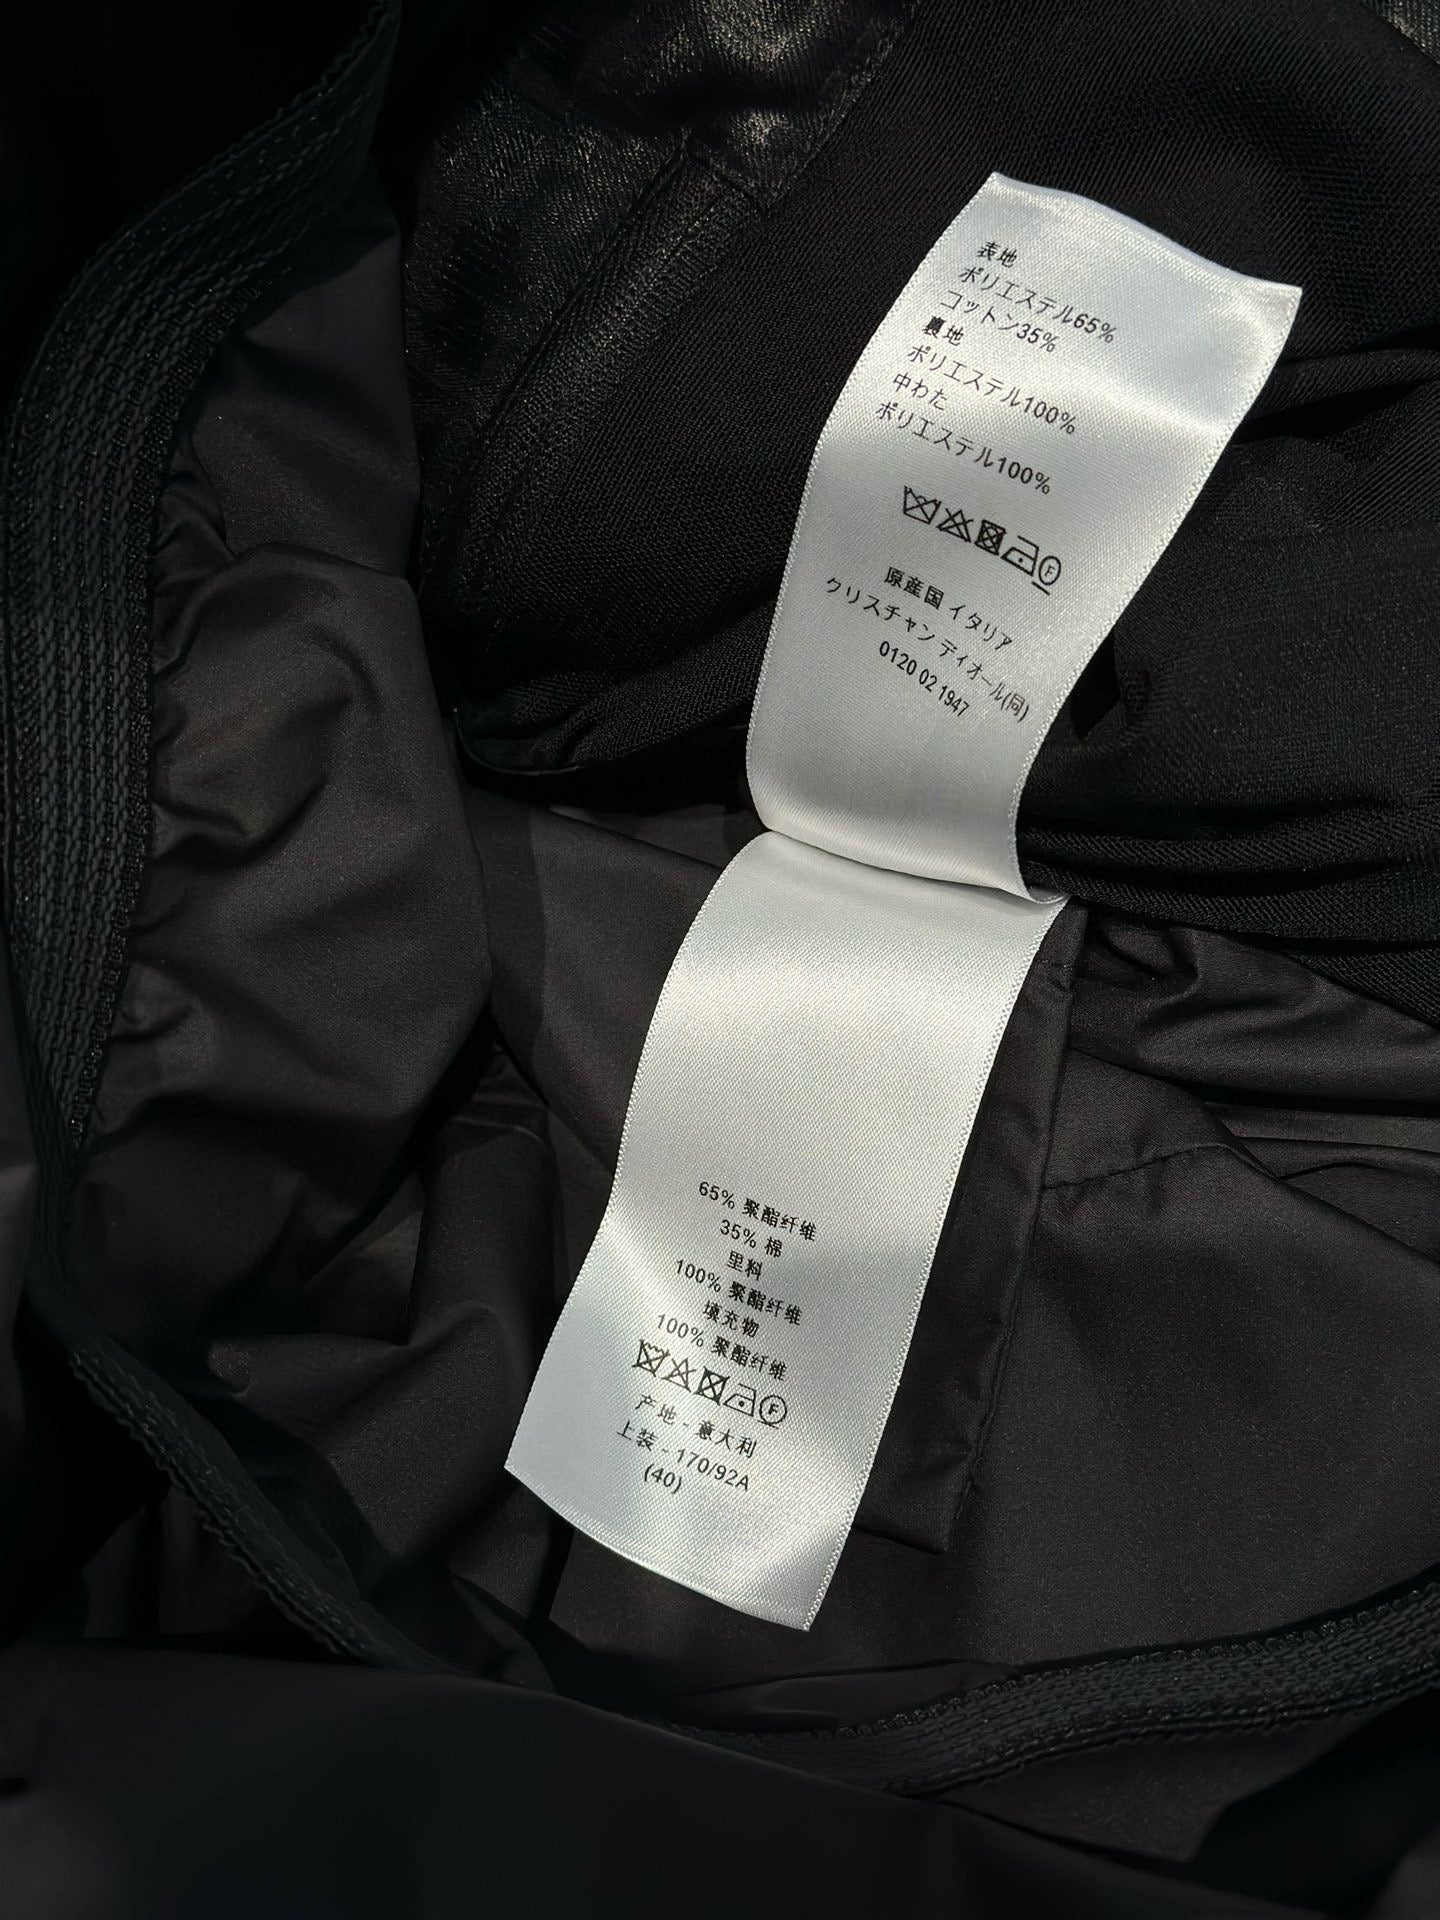 表地
ポリエステル65%
コットン35%
裏地
ポリエステル100%
中わた
ポリエステル100%
F
原産国 イタリア
クリスチャン ディオール(同)
0120 02 1947
65% 聚酯纤维
35% 棉
里料
100% 聚酯纤维
填充物
100% 聚酯纤维
F
产地 - 意大利
上装 - 170/92A
(40)